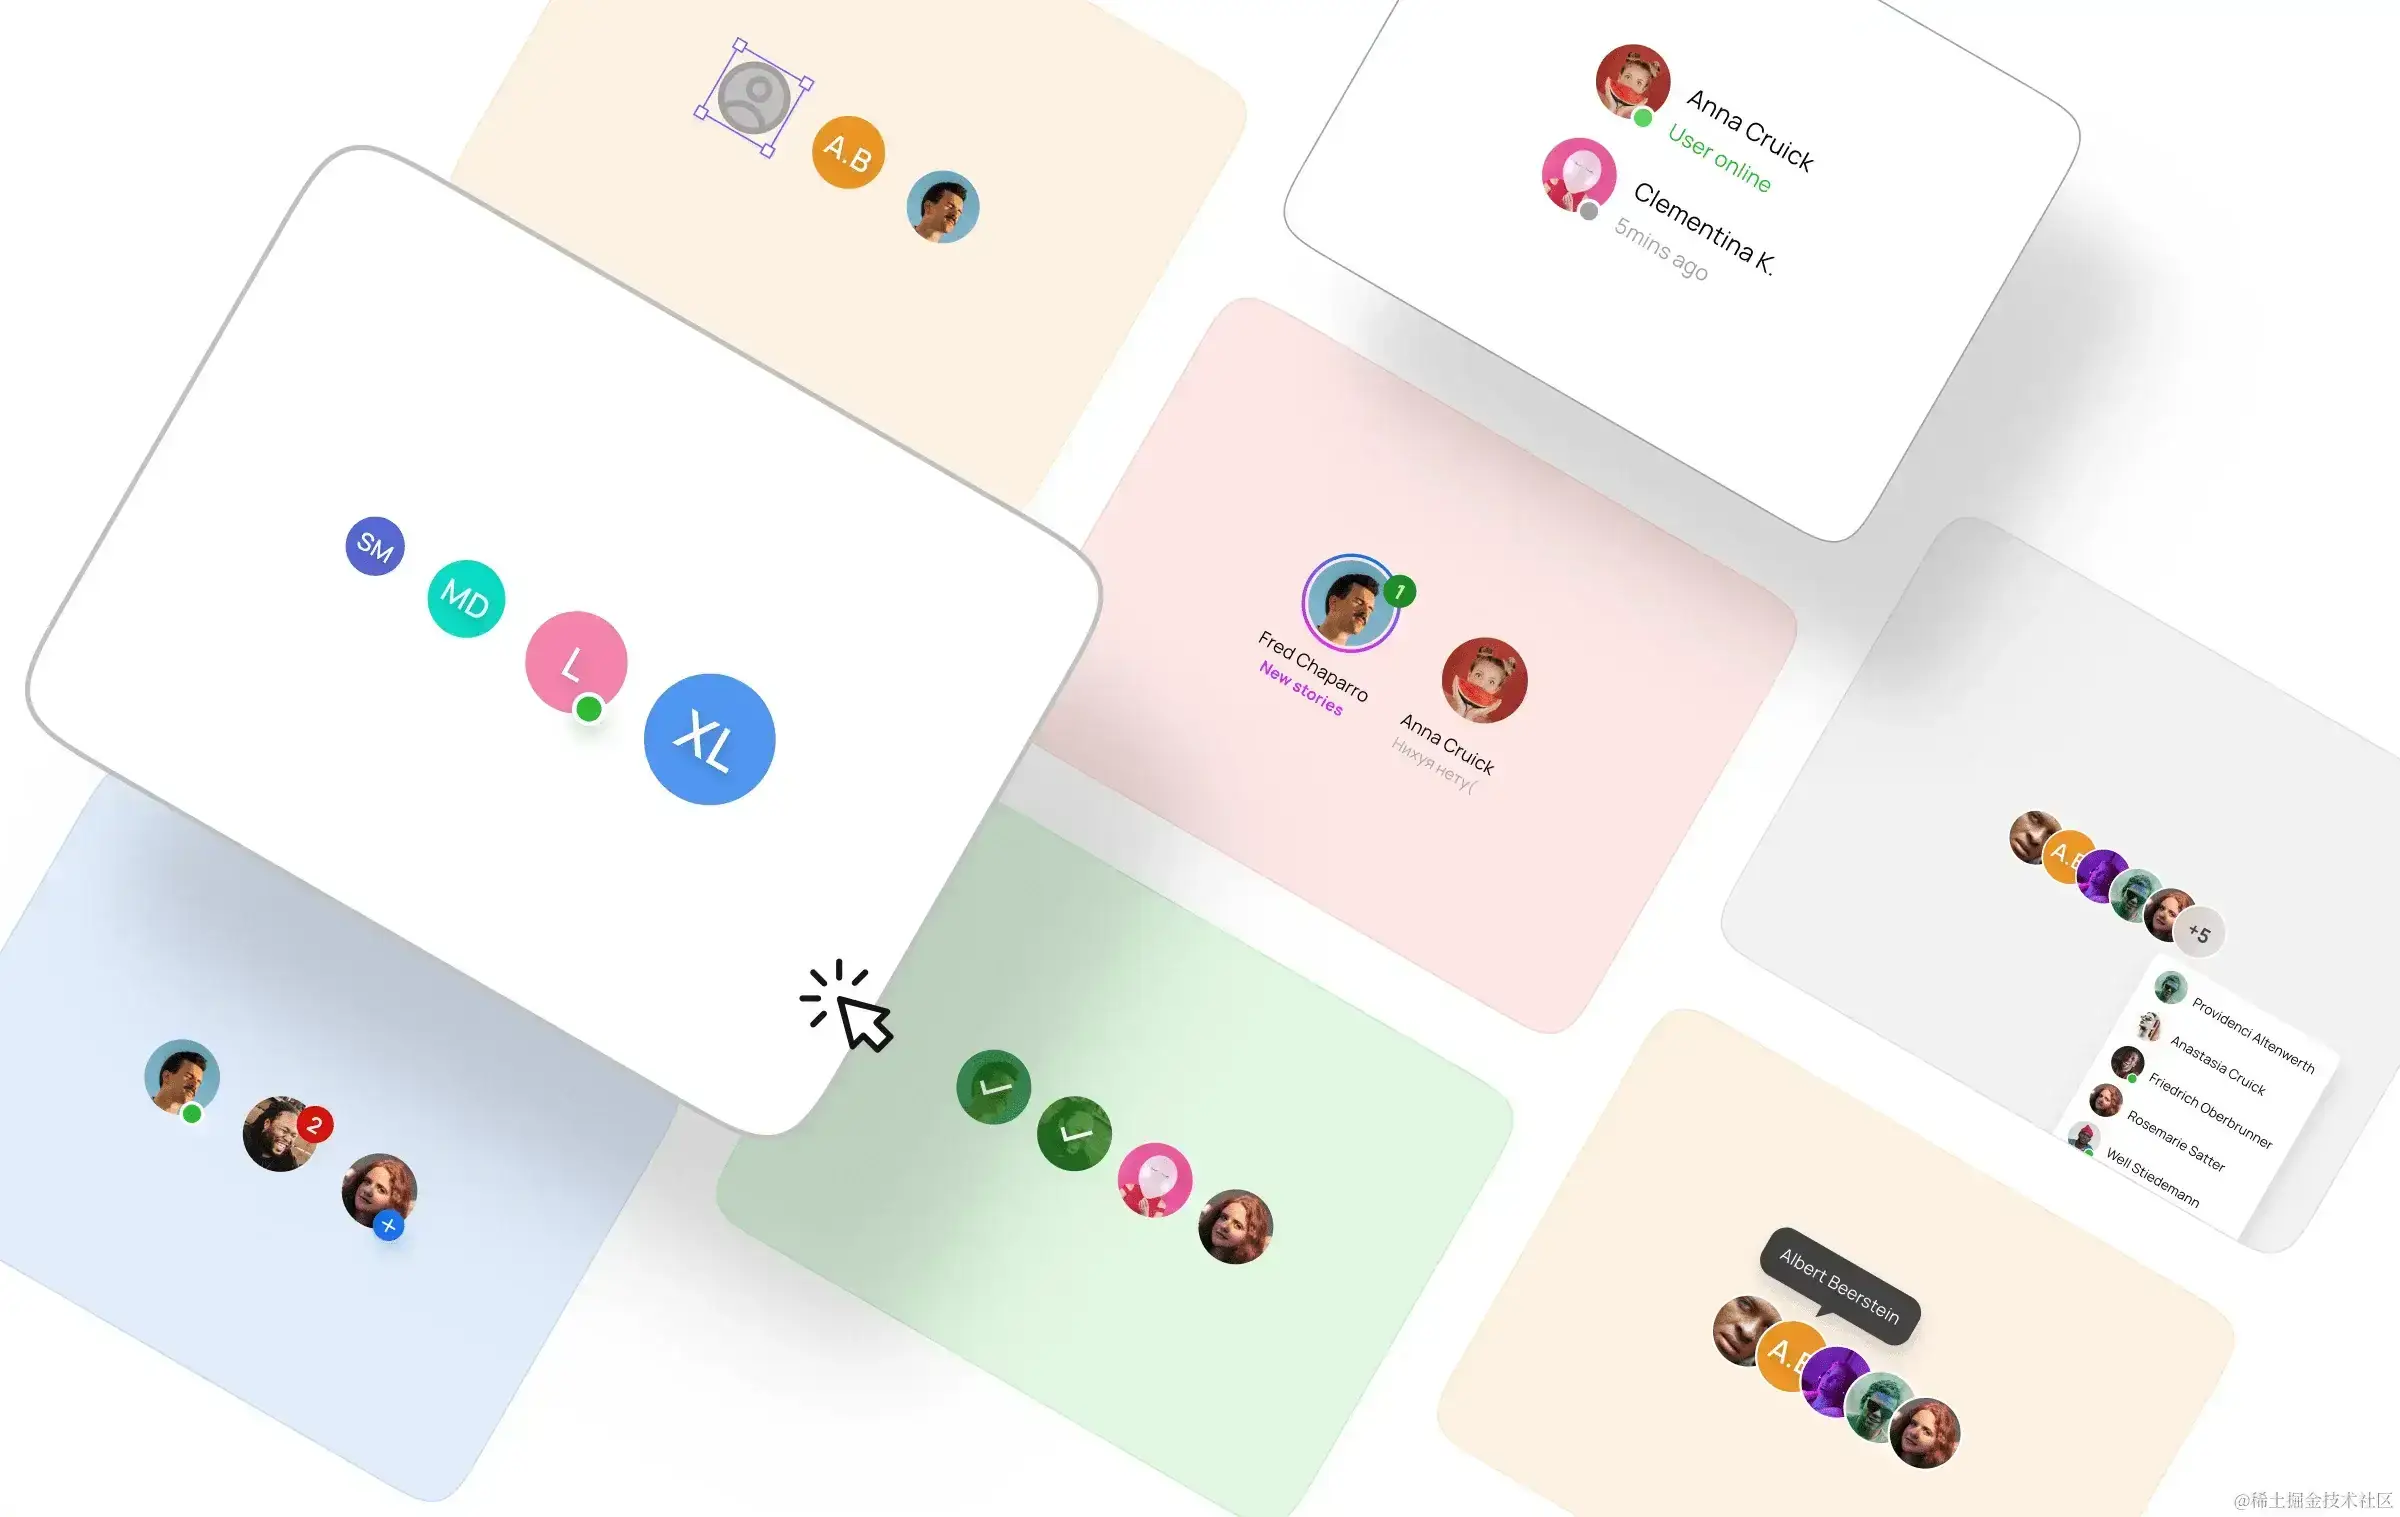 A.B
Anna Cruick
User online
Clementina K.
5mins ago
SM
MD
L
XL
1
Fred Chaparro
New stories
Anna Cruick
Нихуя нету(
A.B
+5
Providenci Altenwerth
Anastasia Cruick
Friedrich Oberbrunner
Rosemarie Satter
Well Stiedemann
2
Albert Beerstein
A.B
@稀土掘金技术社区